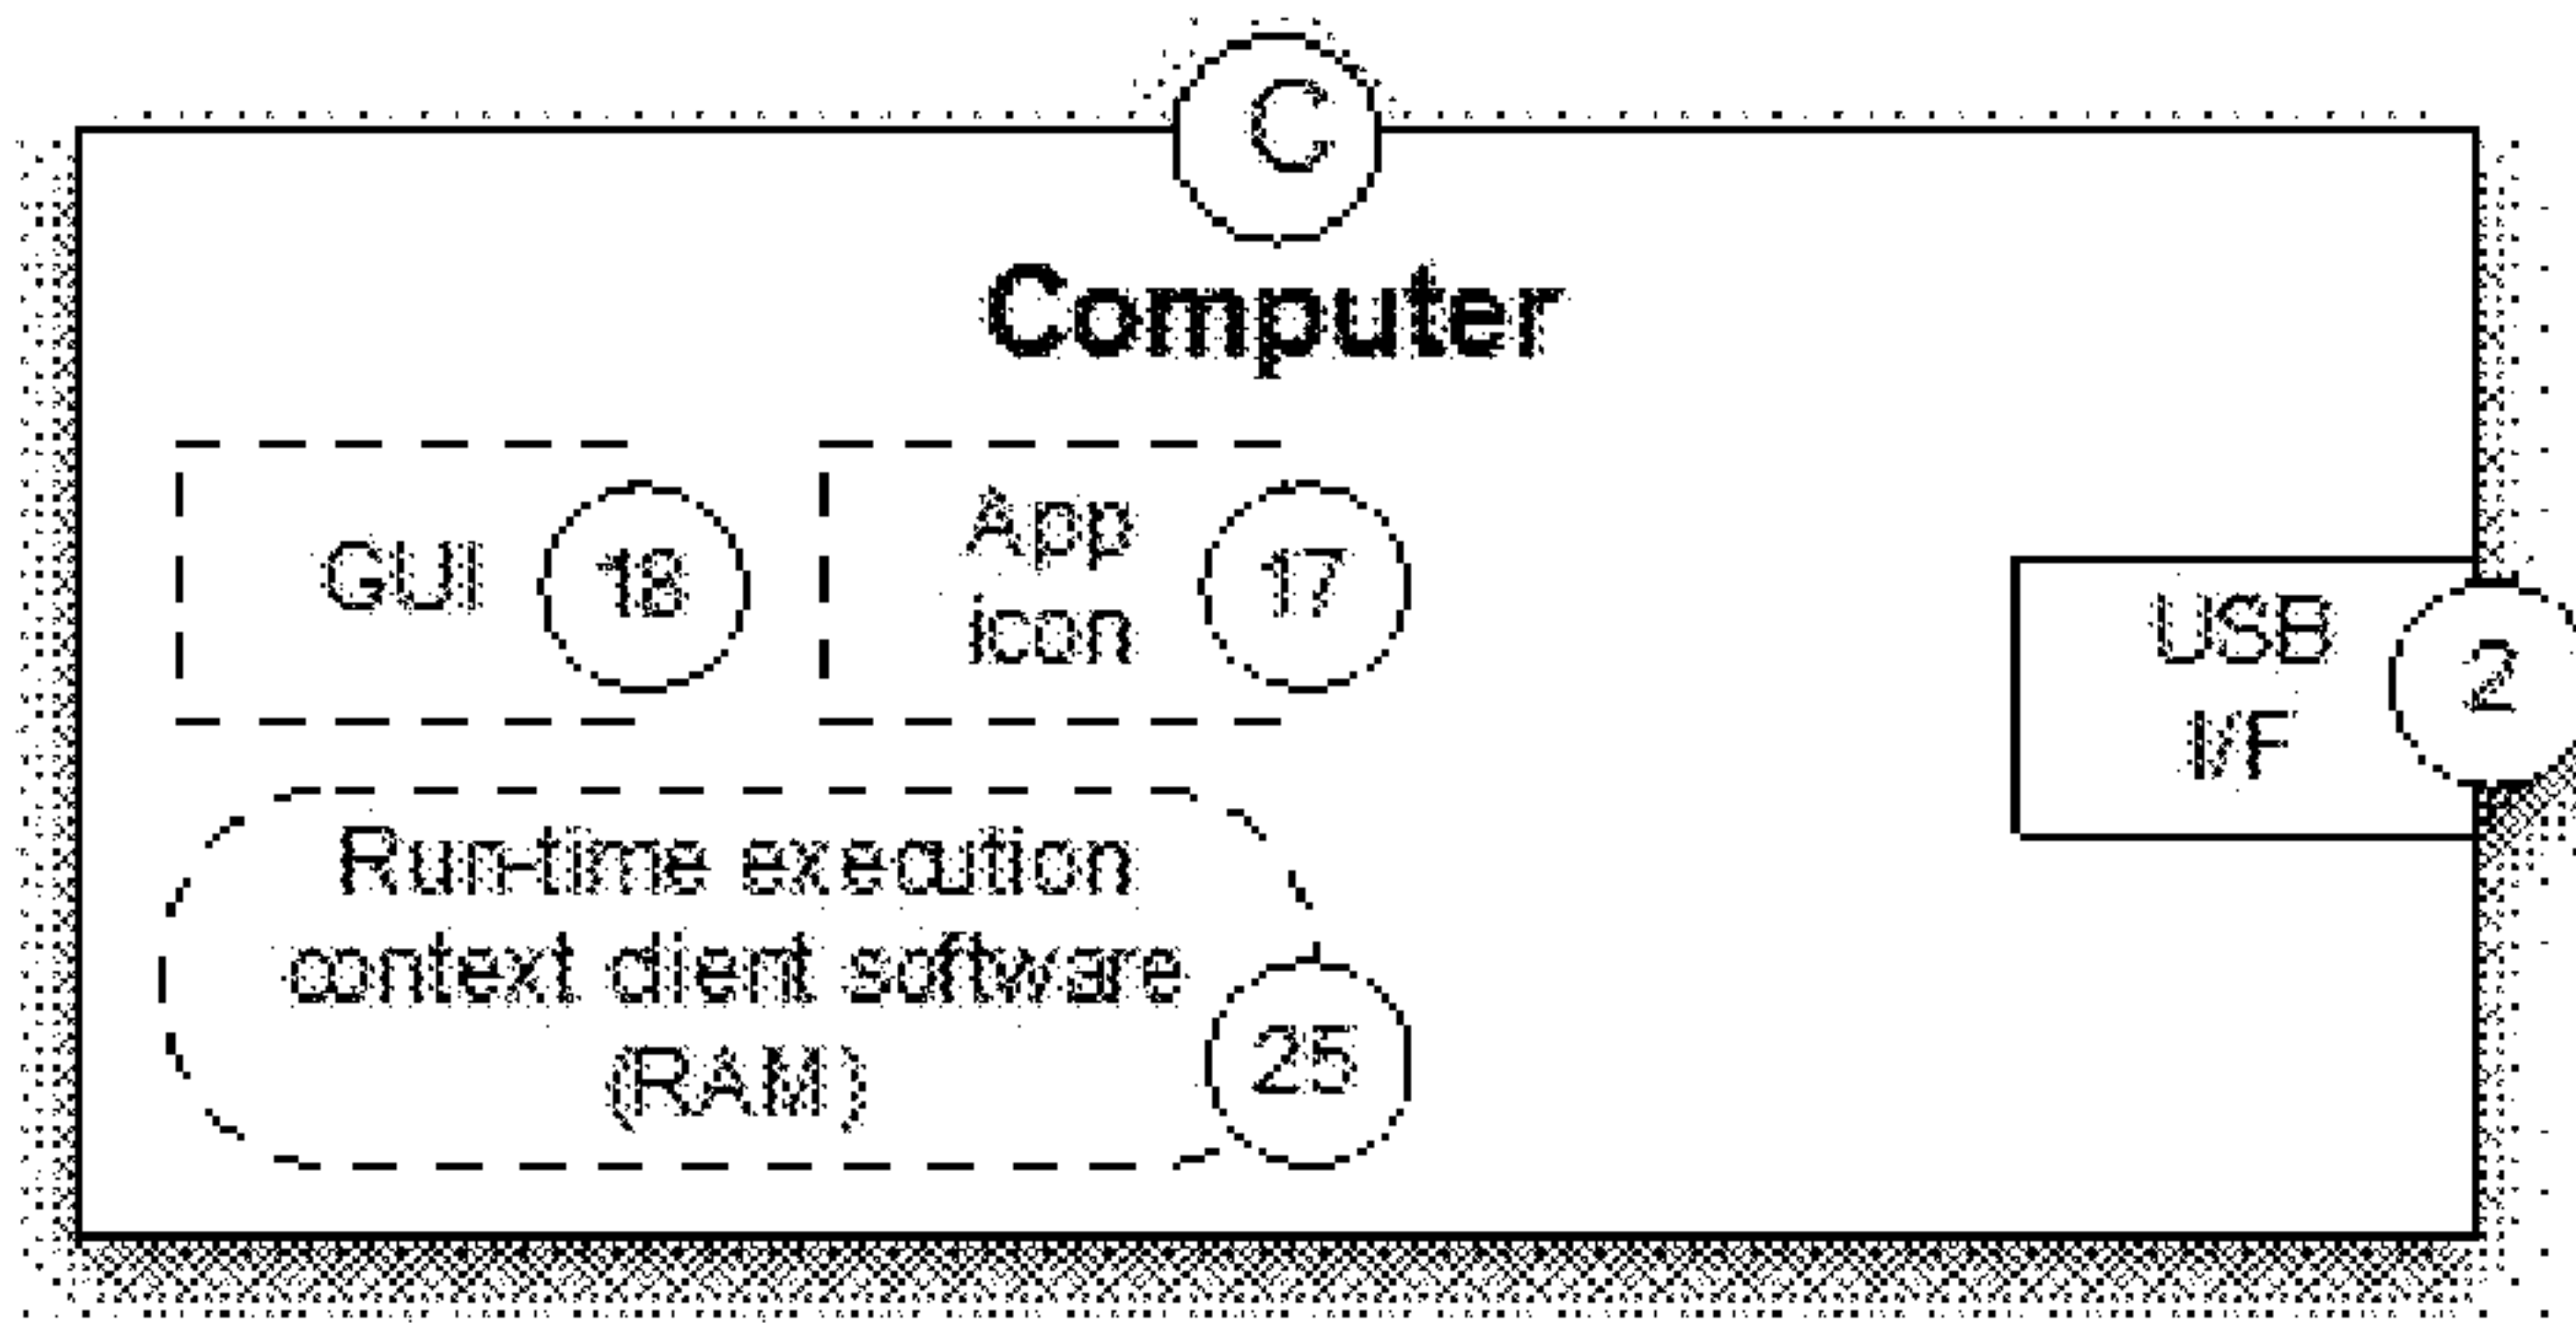 C
Computer
GUI
18
App
icon
17
USB
I/F
2
Run-time execution
context client software
(RAM)
25